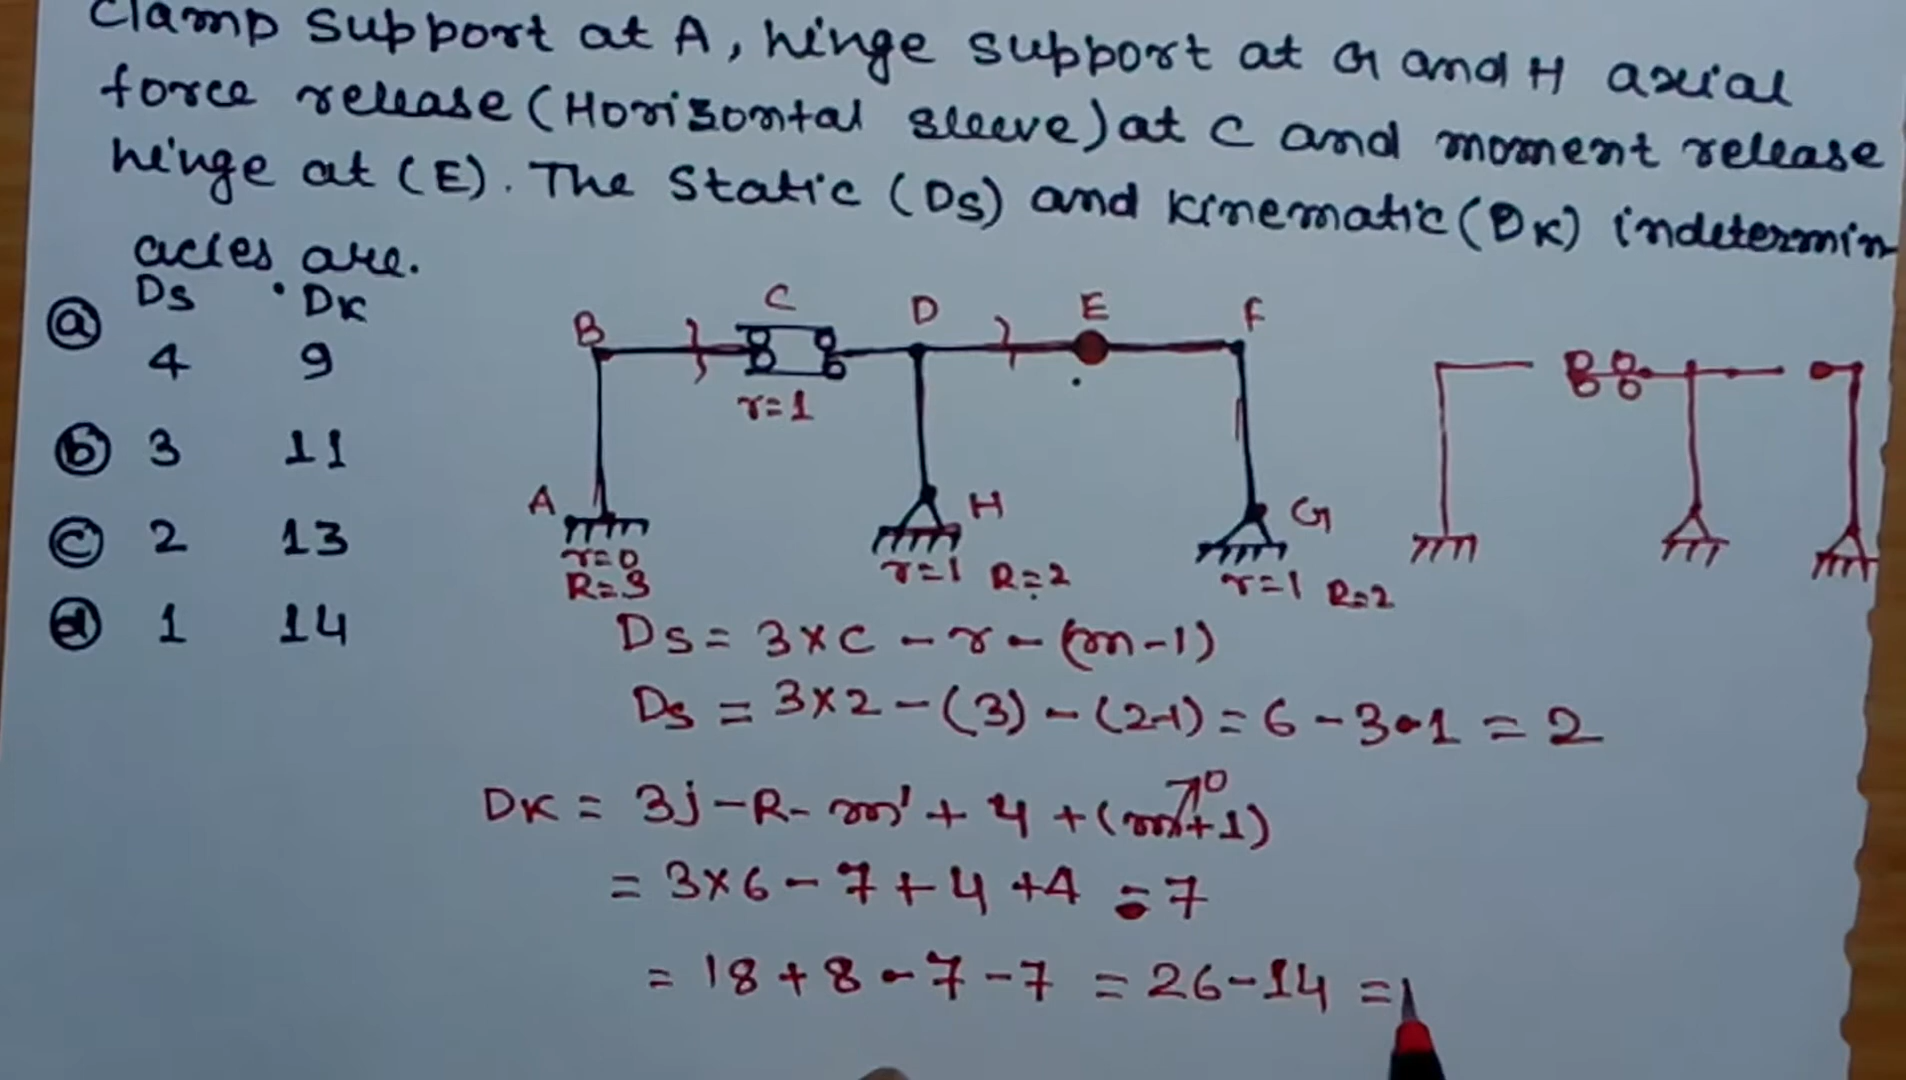 Clamp support at A, hinge support at G and H axial
force release (Horizontal sleeve) at C and moment release
hinge at (E). The Static (Ds) and Kinematic (Dk) indetermin
acies are.
Ds Dk
(a) 4 9
(b) 3 11
(c) 2 13
(d) 1 14
B C D E F
r=1
A H G
r=0 R=3
r=1 R=2
r=1 R=2
Ds = 3×C - r - (m-1)
Ds = 3×2 - (3) - (2-1) = 6 - 3 - 1 = 2
Dk = 3j - R - m' + 4 + (m+1)
0
= 3×6 - 7 + 4 + 4 - 7
= 18 + 8 - 7 - 7 = 26 - 14 = 1